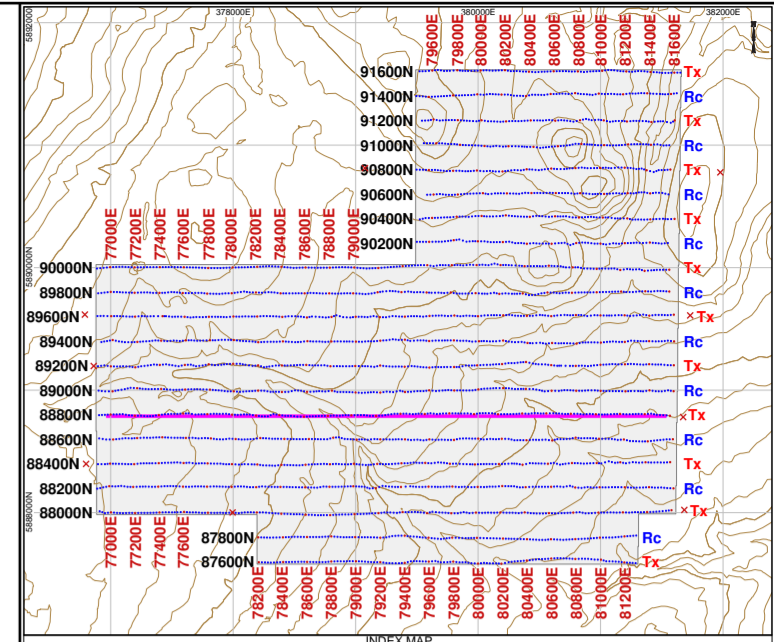 378000E 380000E 382000E
5892000
79600E 79800E 80000E 80200E 80400E 80600E 80800E 81000E 81200E 81400E 81600E
91600N Tx
91400N Rc
91200N Tx
91000N Rc
90800N Tx
90600N Rc
90400N Tx
90200N Rc
77000E 77200E 77400E 77600E 77800E 78000E 78200E 78400E 78600E 78800E 79000E
5890000N
90000N Tx
89800N Rc
89600N Tx
89400N Rc
89200N Tx
89000N Rc
88800N Tx
88600N Rc
88400N Tx
88200N Rc
5888000N
88000N Tx
77000E 77200E 77400E 77600E
87800N Rc
87600N Tx
78200E 78400E 78600E 78800E 79000E 79200E 79400E 79600E 79800E 80000E 80200E 80400E 80600E 80800E 81000E 81200E
INDEX MAP